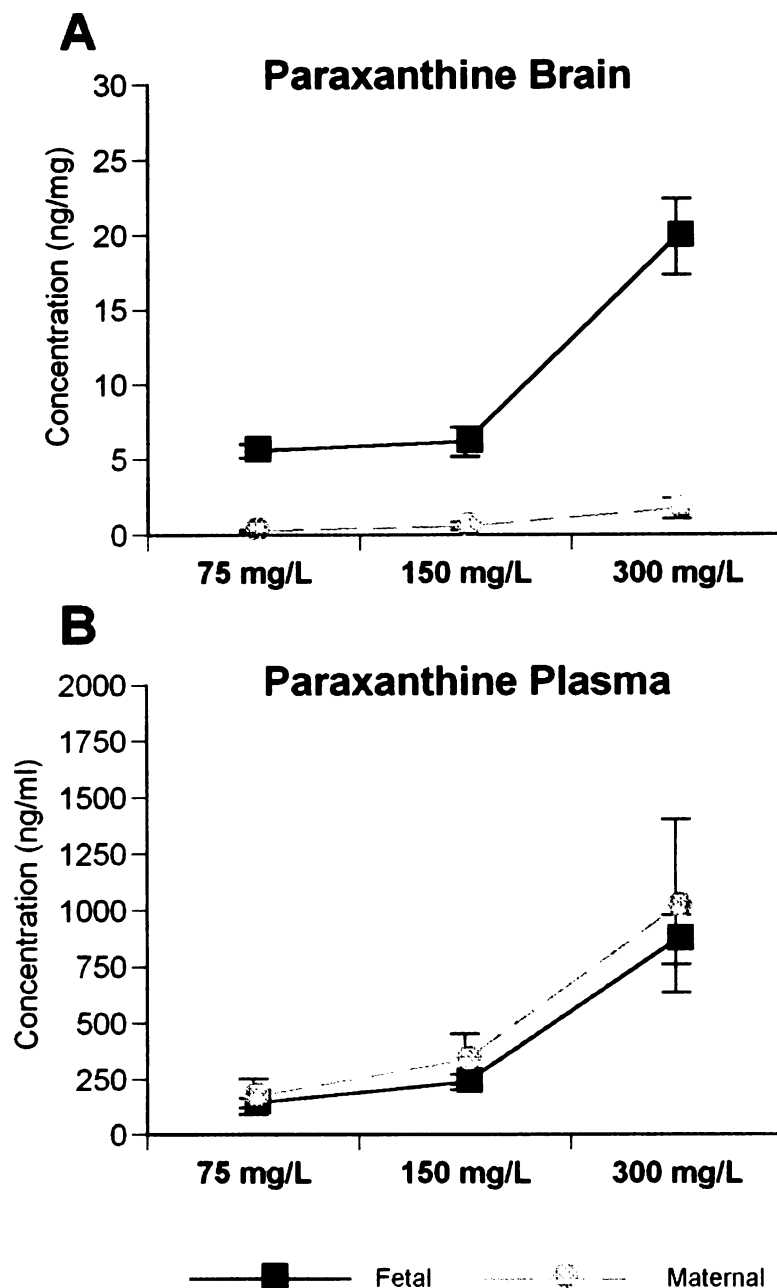 A
Paraxanthine Brain
Concentration (ng/mg)
30
25
20
15
10
5
0
75 mg/L 150 mg/L 300 mg/L
B
Paraxanthine Plasma
Concentration (ng/ml)
2000
1750
1500
1250
1000
750
500
250
0
75 mg/L 150 mg/L 300 mg/L
Fetal Maternal